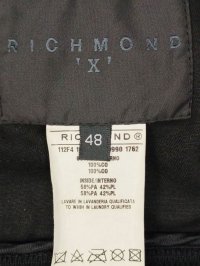 RICHMOND
'X'
RICHMOND®
48
100%CO
100%CO
INSIDE/INTERNO
58%PA 42%PL
58%PA 42%PL
LAVARE IN LAVANDERIA QUALIFICATA
TO WASH IN LAUNDRY QUALIFIED